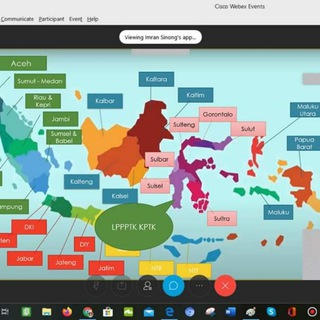 Cisco Webex Events
Communicate Participant Event Help
Viewing Imran Sinong's app...
Aceh
Sumut - Medan
Riau &
Kepri
Jambi
Sumsel &
Babel
Kaltara
Kalbar
Kaltim
Gorontalo
Sulteng
Sulut
Maluku
Utara
Papua
Barat
Sulbar
Kalteng
Sulsel
Kalsel
Sultra
Maluku
LPPPTK KPTK
DKI
DIY
Jabar
Jateng
Jatim
NTB
NTT